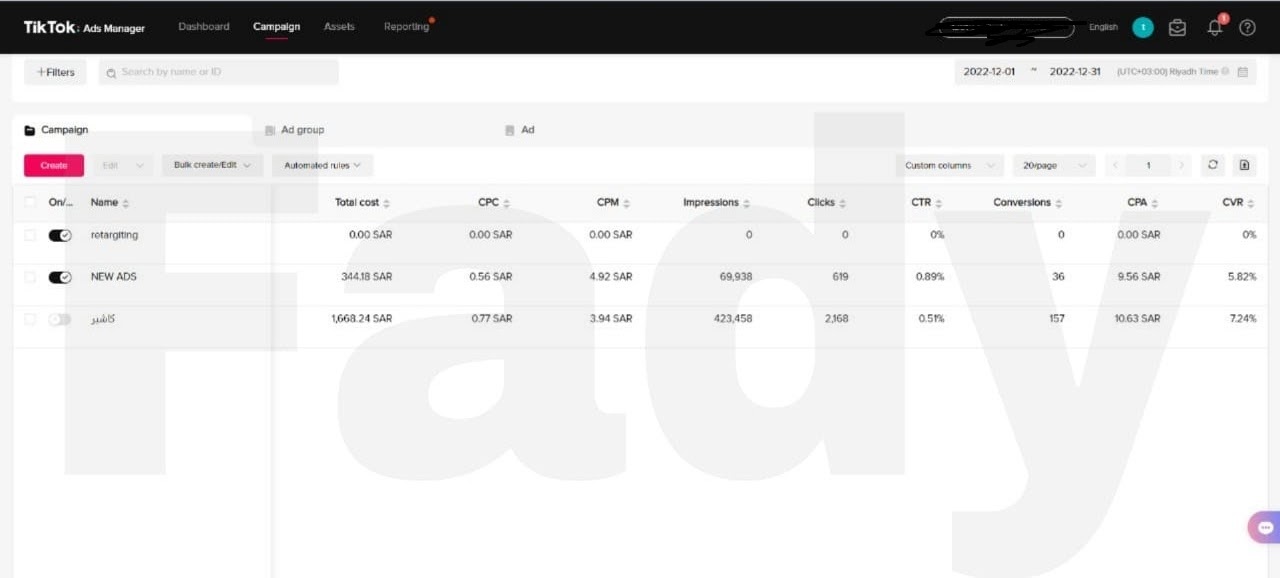 TikTok: Ads Manager Dashboard Campaign Assets Reporting English t 1
+Filters Search by name or ID 2022-12-01 ~ 2022-12-31 (UTC+03:00) Riyadh Time
Campaign Ad group Ad
Create Edit Bulk create/Edit Automated rules Custom columns 20/page 1
On/... Name Total cost CPC CPM Impressions Clicks CTR Conversions CPA CVR
retargiting 0.00 SAR 0.00 SAR 0.00 SAR 0 0 0% 0 0.00 SAR 0%
NEW ADS 344.18 SAR 0.56 SAR 4.92 SAR 69,938 619 0.89% 36 9.56 SAR 5.82%
كاشير 1,668.24 SAR 0.77 SAR 3.94 SAR 423,458 2,168 0.51% 157 10.63 SAR 7.24%
Fady